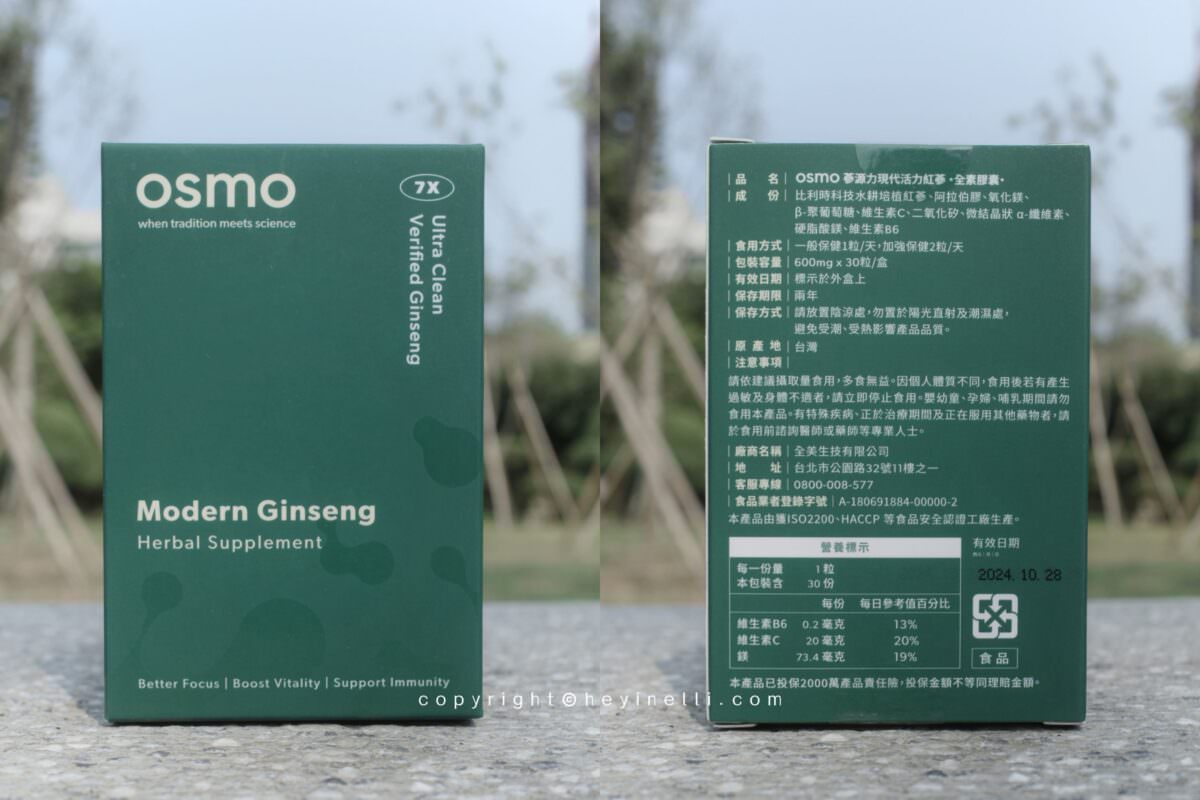 osmo
when tradition meets science
7X
Ultra Clean
Verified Ginseng
Modern Ginseng
Herbal Supplement
Better Focus | Boost Vitality | Support Immunity
品 名 | osmo 蔘源力現代活力紅蔘・全素膠囊・
成 份 | 比利時科技水耕培植紅蔘、阿拉伯膠、氧化鎂、
β-聚葡萄糖、維生素C、二氧化矽、微結晶狀 α-纖維素、
硬脂酸鎂、維生素B6
食用方式 | 一般保健1粒/天,加強保健2粒/天
包裝容量 | 600mg x 30粒/盒
有效日期 | 標示於外盒上
保存期限 | 兩年
保存方式 | 請放置陰涼處,勿置於陽光直射及潮濕處,
避免受潮、受熱影響產品品質。
原 產 地 | 台灣
注意事項 |
請依建議攝取量食用,多食無益。因個人體質不同,食用後若有產生
過敏及身體不適者,請立即停止食用。嬰幼童、孕婦、哺乳期間請勿
食用本產品。有特殊疾病、正於治療期間及正在服用其他藥物者,請
於食用前諮詢醫師或藥師等專業人士。
廠商名稱 | 全美生技有限公司
地 址 | 台北市公園路32號11樓之一
客服專線 | 0800-008-577
食品業者登錄字號 | A-180691884-00000-2
本產品由獲ISO2200、HACCP 等食品安全認證工廠生產。
營養標示
每一份量 1 粒
本包裝含 30 份
每份 每日參考值百分比
維生素B6 0.2 毫克 13%
維生素C 20 毫克 20%
鎂 73.4 毫克 19%
有效日期
2024. 10. 28
食品
本產品已投保2000萬產品責任險,投保金額不等同理賠金額。
copyright©heyinelli.com